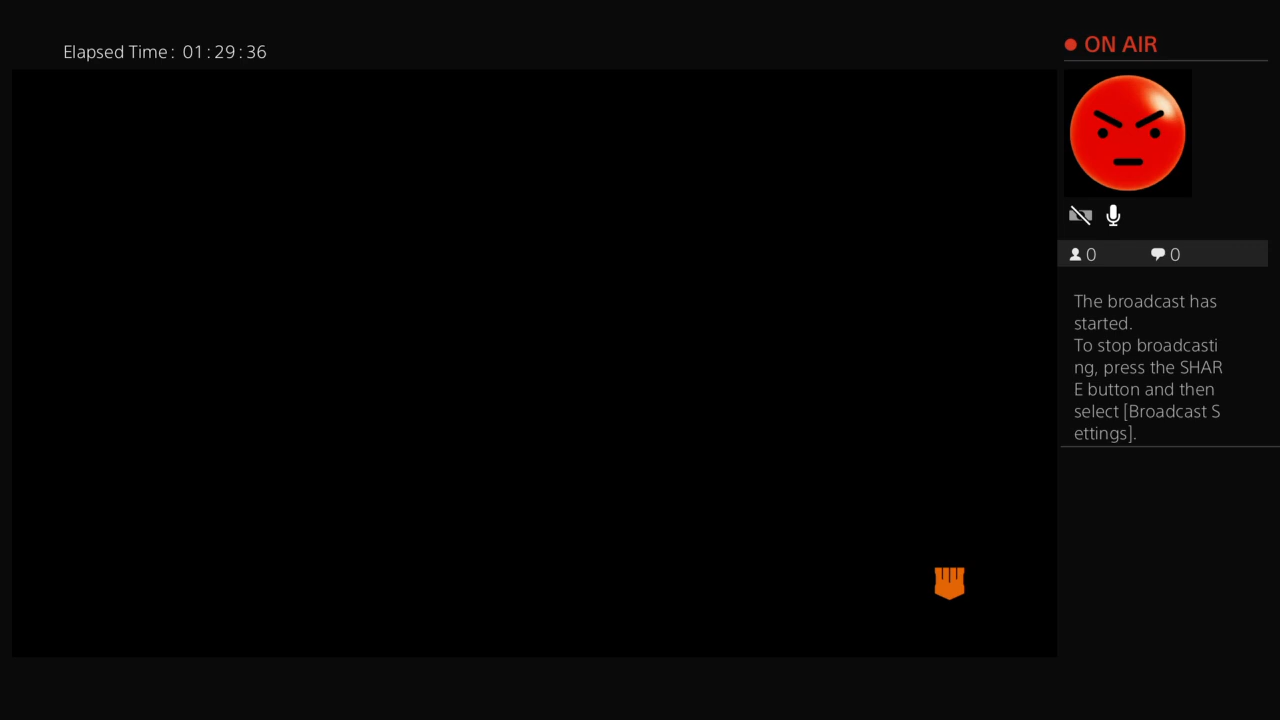 Elapsed Time: 01:29:36
ON AIR
0 0
The broadcast has
started.
To stop broadcasti
ng, press the SHAR
E button and then
select [Broadcast S
ettings].